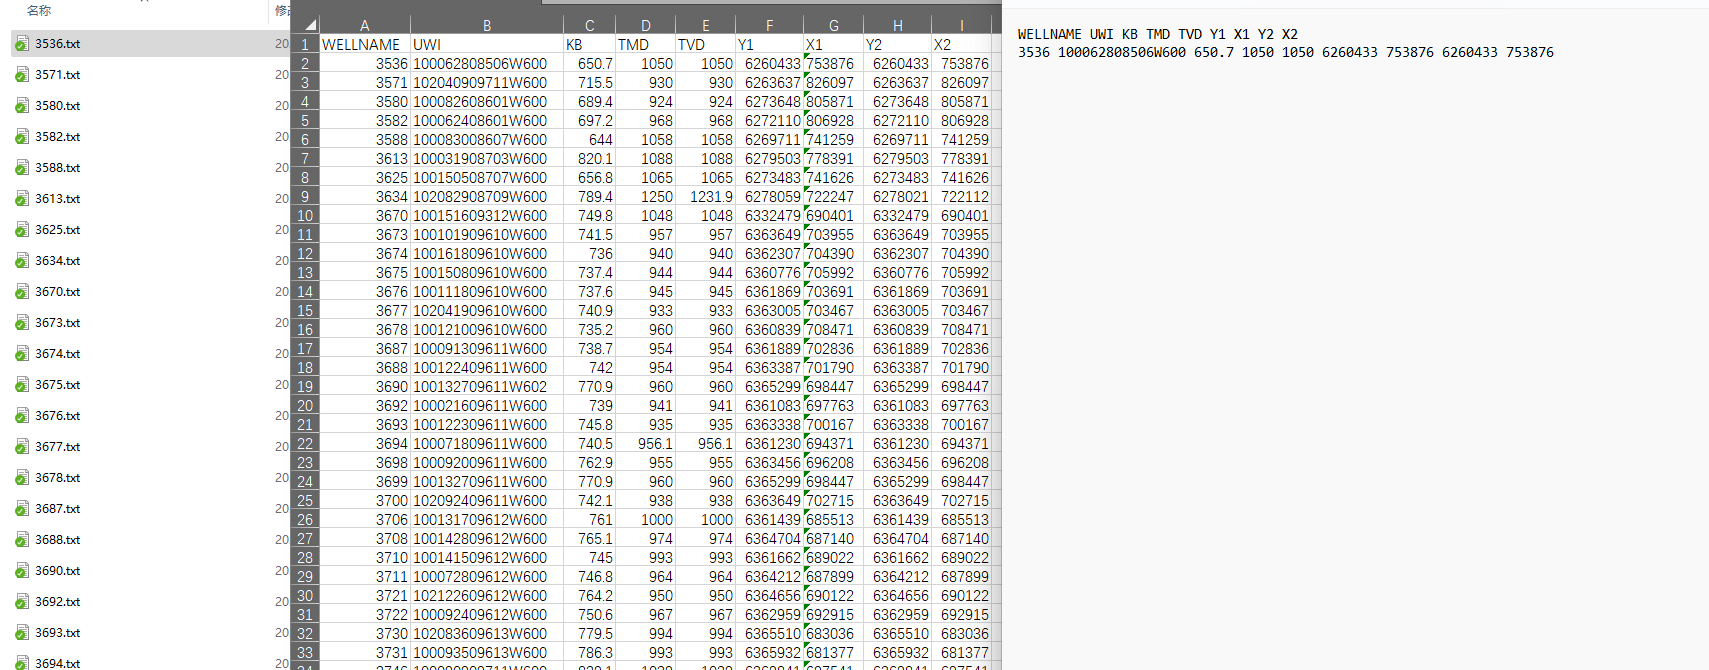 名称
修改
3536.txt 20
3571.txt 20
3580.txt 20
3582.txt 20
3588.txt 20
3613.txt 20
3625.txt 20
3634.txt 20
3670.txt 20
3673.txt 20
3674.txt 20
3675.txt 20
3676.txt 20
3677.txt 20
3678.txt 20
3687.txt 20
3688.txt 20
3690.txt 20
3692.txt 20
3693.txt 20
3694.txt 20
A B C D E F G H I
1 WELLNAME UWI KB TMD TVD Y1 X1 Y2 X2
2 3536 100062808506W600 650.7 1050 1050 6260433 753876 6260433 753876
3 3571 102040909711W600 715.5 930 930 6263637 826097 6263637 826097
4 3580 100082608601W600 689.4 924 924 6273648 805871 6273648 805871
5 3582 100062408601W600 697.2 968 968 6272110 806928 6272110 806928
6 3588 100083008607W600 644 1058 1058 6269711 741259 6269711 741259
7 3613 100031908703W600 820.1 1088 1088 6279503 778391 6279503 778391
8 3625 100150508707W600 656.8 1065 1065 6273483 741626 6273483 741626
9 3634 102082908709W600 789.4 1250 1231.9 6278059 722247 6278021 722112
10 3670 100151609312W600 749.8 1048 1048 6332479 690401 6332479 690401
11 3673 100101909610W600 741.5 957 957 6363649 703955 6363649 703955
12 3674 100161809610W600 736 940 940 6362307 704390 6362307 704390
13 3675 100150809610W600 737.4 944 944 6360776 705992 6360776 705992
14 3676 100111809610W600 737.6 945 945 6361869 703691 6361869 703691
15 3677 102041909610W600 740.9 933 933 6363005 703467 6363005 703467
16 3678 100121009610W600 735.2 960 960 6360839 708471 6360839 708471
17 3687 100091309611W600 738.7 954 954 6361889 702836 6361889 702836
18 3688 100122409611W600 742 954 954 6363387 701790 6363387 701790
19 3690 100132709611W602 770.9 960 960 6365299 698447 6365299 698447
20 3692 100021609611W600 739 941 941 6361083 697763 6361083 697763
21 3693 100122309611W600 745.8 935 935 6363338 700167 6363338 700167
22 3694 100071809611W600 740.5 956.1 956.1 6361230 694371 6361230 694371
23 3698 100092009611W600 762.9 955 955 6363456 696208 6363456 696208
24 3699 100132709611W600 770.9 960 960 6365299 698447 6365299 698447
25 3700 102092409611W600 742.1 938 938 6363649 702715 6363649 702715
26 3706 100131709612W600 761 1000 1000 6361439 685513 6361439 685513
27 3708 100142809612W600 765.1 974 974 6364704 687140 6364704 687140
28 3710 100141509612W600 745 993 993 6361662 689022 6361662 689022
29 3711 100072809612W600 746.8 964 964 6364212 687899 6364212 687899
30 3721 102122609612W600 764.2 950 950 6364656 690122 6364656 690122
31 3722 100092409612W600 750.6 967 967 6362959 692915 6362959 692915
32 3730 102083609613W600 779.5 994 994 6365510 683036 6365510 683036
33 3731 100093509613W600 786.3 993 993 6365932 681377 6365932 681377
WELLNAME UWI KB TMD TVD Y1 X1 Y2 X2
3536 100062808506W600 650.7 1050 1050 6260433 753876 6260433 753876